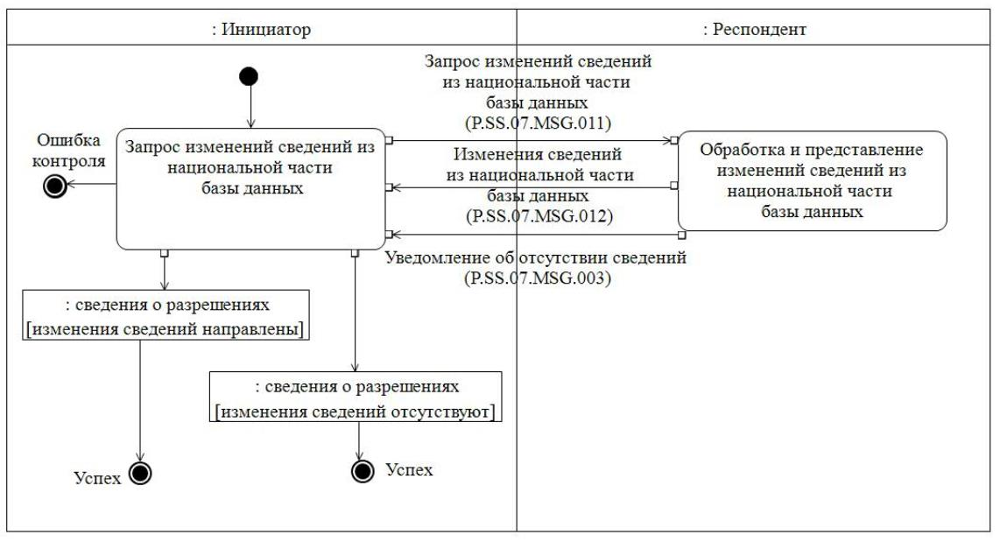 : Инициатор
: Респондент
Запрос изменений сведений
из национальной части
базы данных
(P.SS.07.MSG.011)
Ошибка
контроля
Запрос изменений сведений из
национальной части
базы данных
Изменения сведений
из национальной части
базы данных
(P.SS.07.MSG.012)
Обработка и представление
изменений сведений из
национальной части
базы данных
Уведомление об отсутствии сведений
(P.SS.07.MSG.003)
: сведения о разрешениях
[изменения сведений направлены]
: сведения о разрешениях
[изменения сведений отсутствуют]
Успех
Успех